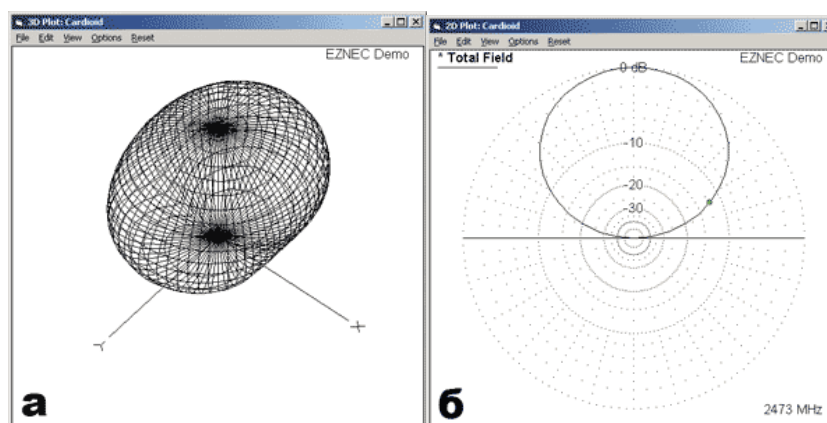 3D Plot: Cardioid
File Edit View Options Reset
EZNEC Demo
Y
X
а
2D Plot: Cardioid
File Edit View Options Reset
* Total Field
EZNEC Demo
0 dB
-10
-20
-30
2473 MHz
б